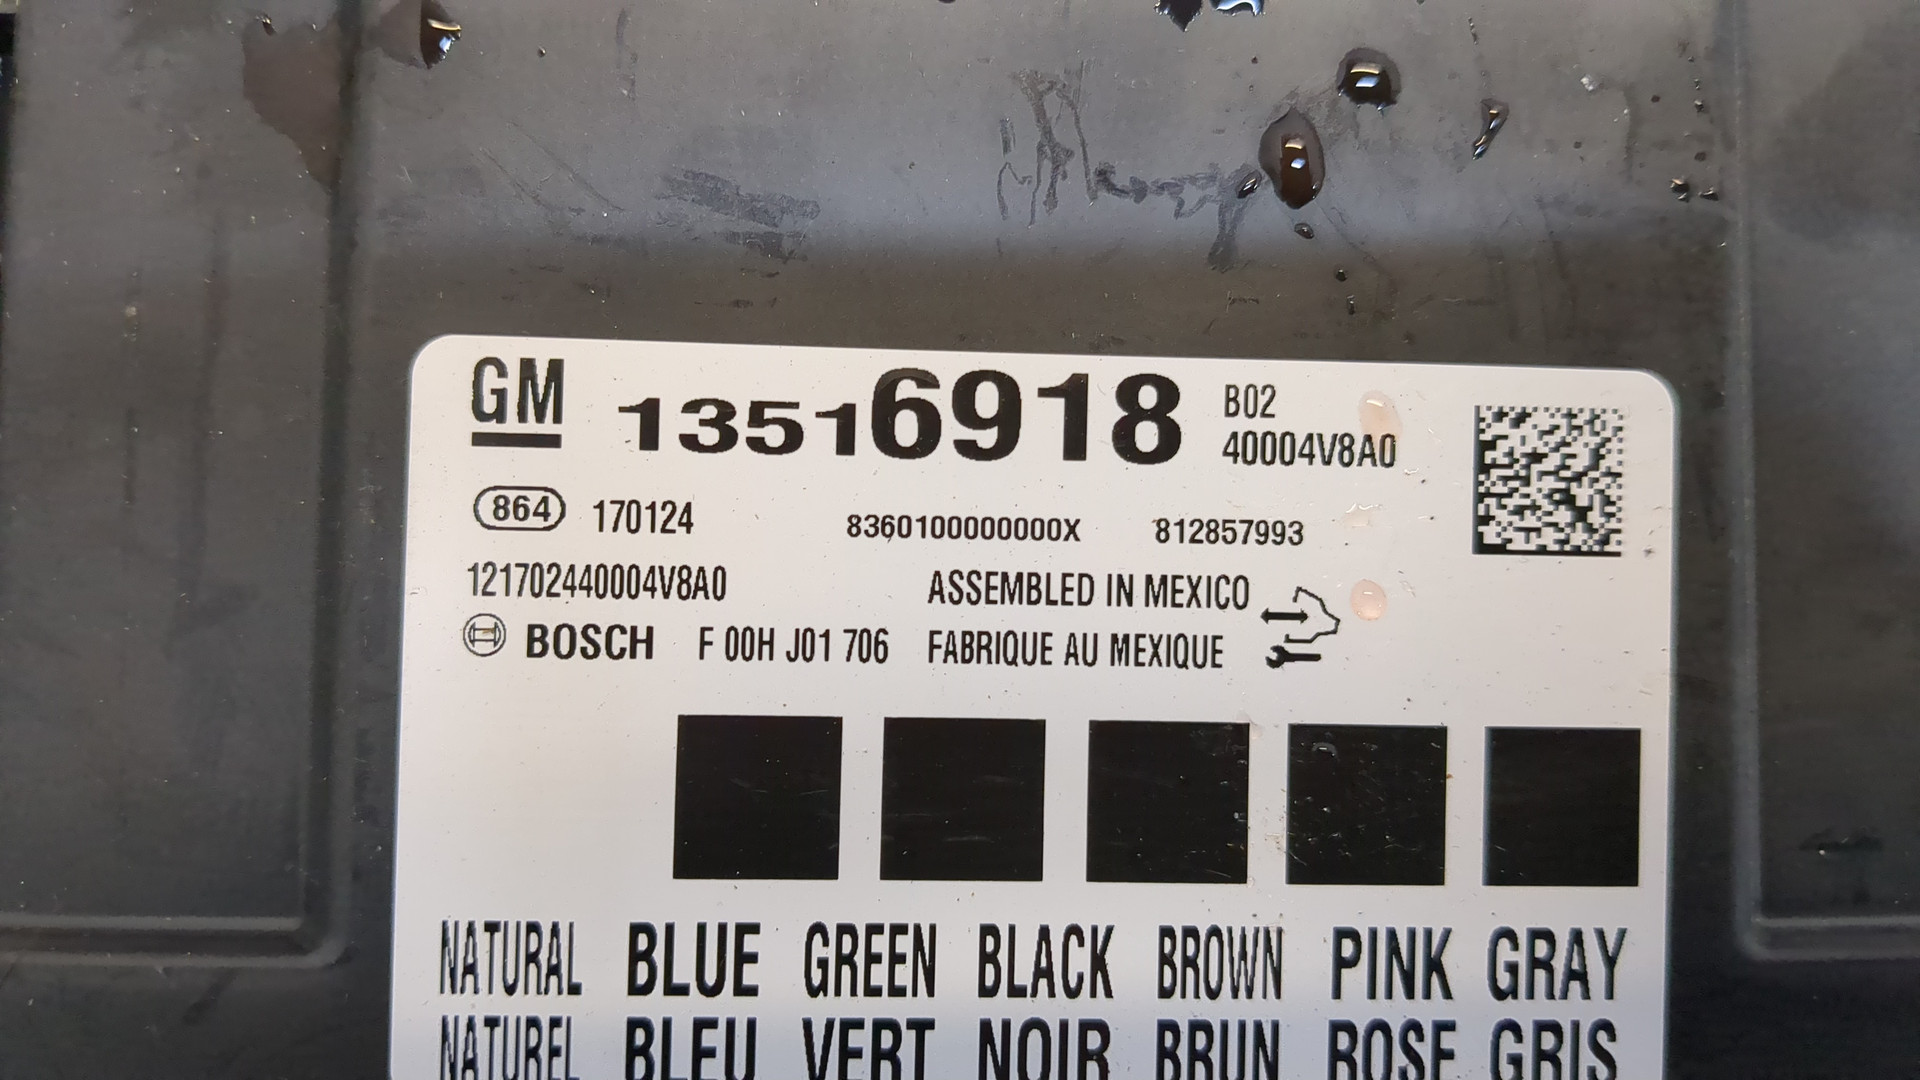 GM 13516918 B02
40004V8A0
864 170124 8360100000000X 812857993
121702440004V8A0 ASSEMBLED IN MEXICO
BOSCH F 00H J01 706 FABRIQUE AU MEXIQUE
NATURAL BLUE GREEN BLACK BROWN PINK GRAY
NATUREL BLEU VERT NOIR BRUN ROSE GRIS